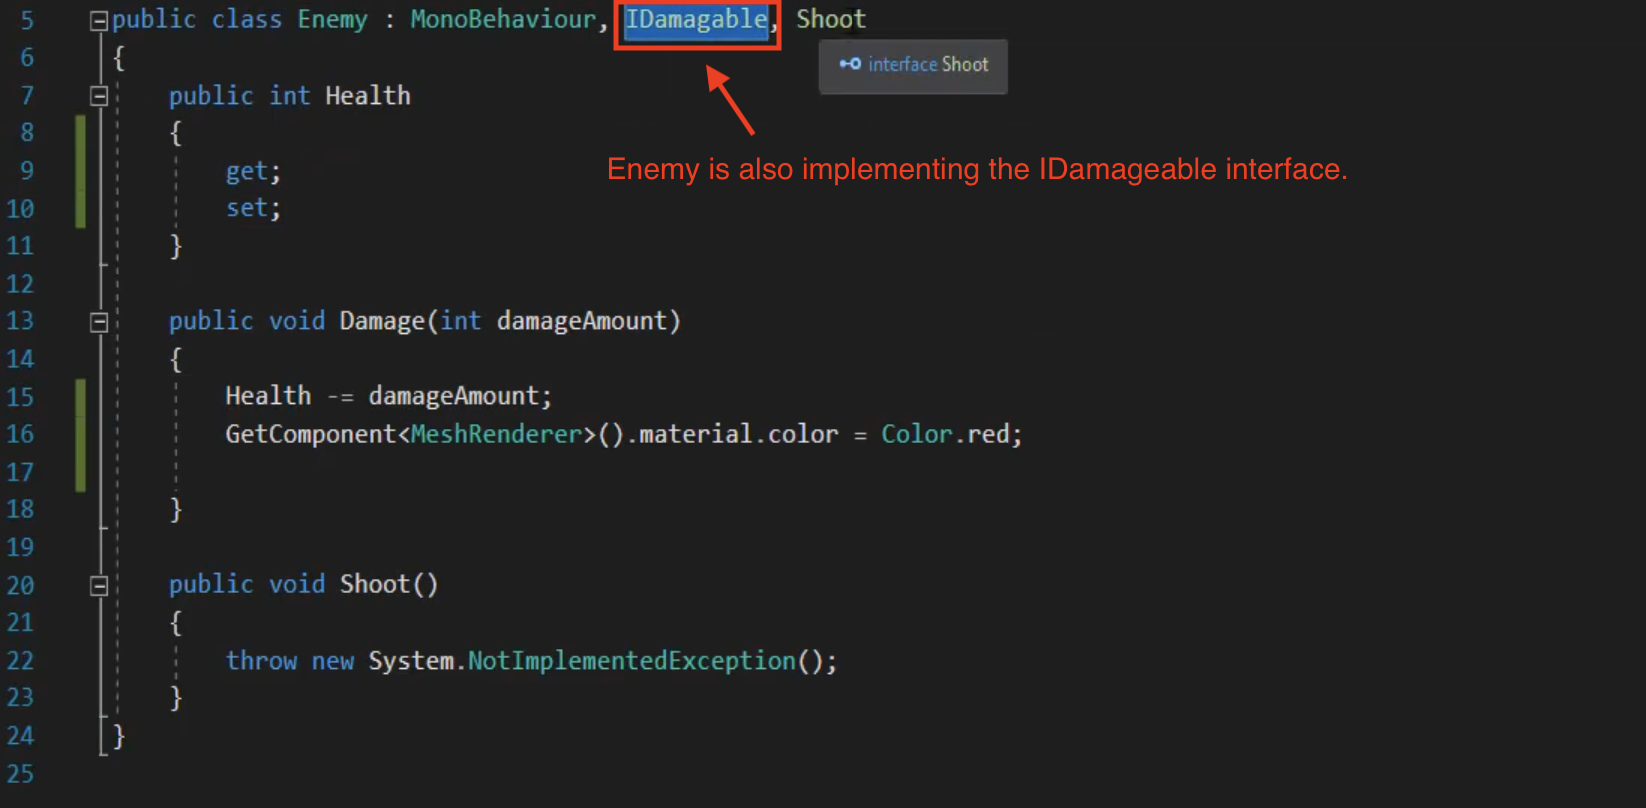 5 public class Enemy : MonoBehaviour, IDamagable, Shoot
6 {
interface Shoot
7 public int Health
8 {
Enemy is also implementing the IDamageable interface.
9 get;
10 set;
11 }
12
13 public void Damage(int damageAmount)
14 {
15 Health -= damageAmount;
16 GetComponent<MeshRenderer>().material.color = Color.red;
17
18 }
19
20 public void Shoot()
21 {
22 throw new System.NotImplementedException();
23 }
24 }
25